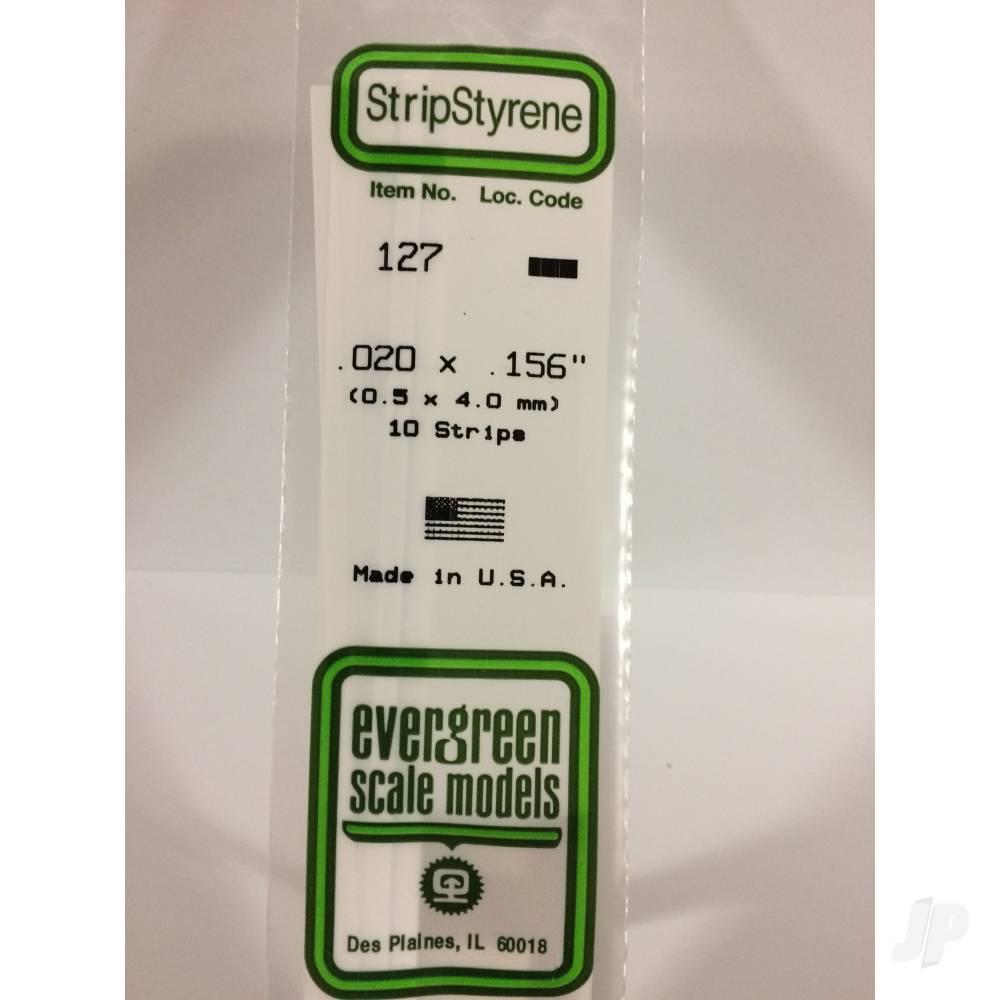 StripStyrene
Item No. Loc. Code
127
.020 x .156"
(0.5 x 4.0 mm)
10 Strips
Made in U.S.A.
evergreen
scale models
Des Plaines, IL 60018
JP